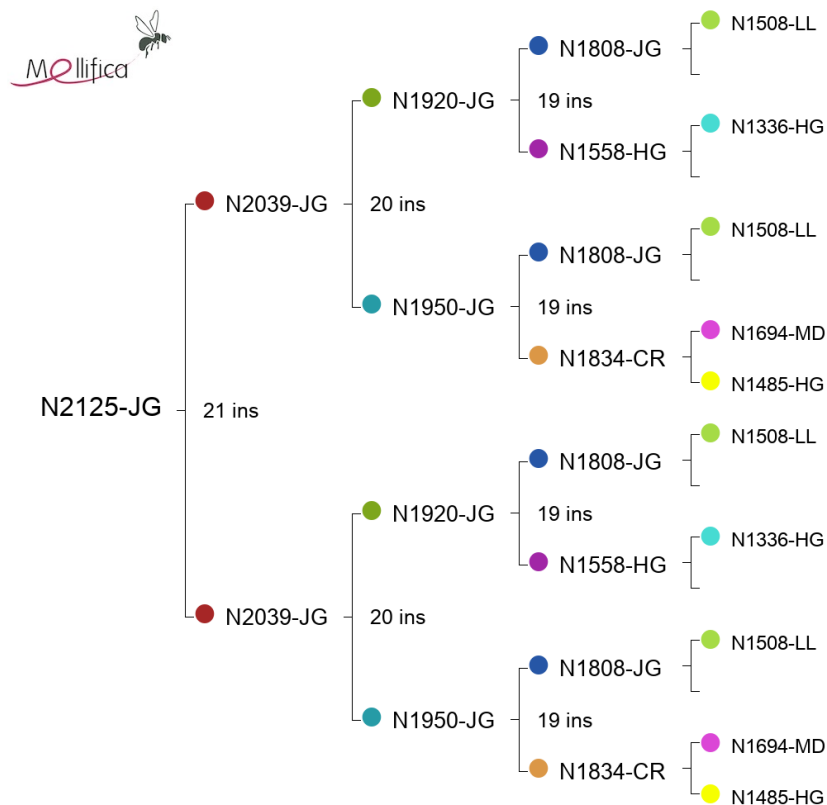 Mellifica
N1508-LL
N1808-JG
N1920-JG
19 ins
N1336-HG
N1558-HG
N2039-JG
20 ins
N1508-LL
N1808-JG
N1950-JG
19 ins
N1694-MD
N1834-CR
N1485-HG
N2125-JG
21 ins
N1508-LL
N1808-JG
N1920-JG
19 ins
N1336-HG
N1558-HG
N2039-JG
20 ins
N1508-LL
N1808-JG
N1950-JG
19 ins
N1694-MD
N1834-CR
N1485-HG